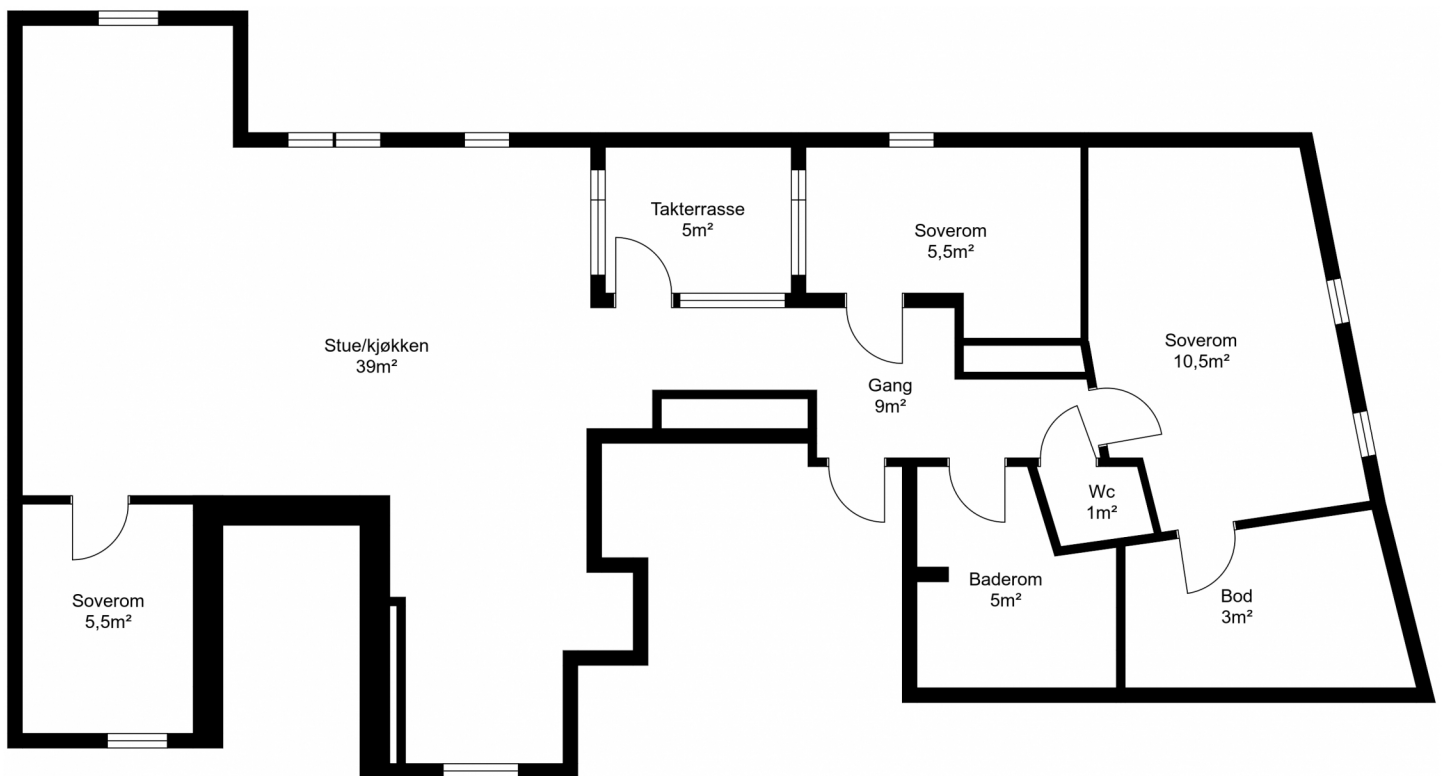 Takterrasse
5m²
Soverom
5,5m²
Stue/kjøkken
39m²
Soverom
10,5m²
Gang
9m²
Wc
1m²
Soverom
5,5m²
Baderom
5m²
Bod
3m²